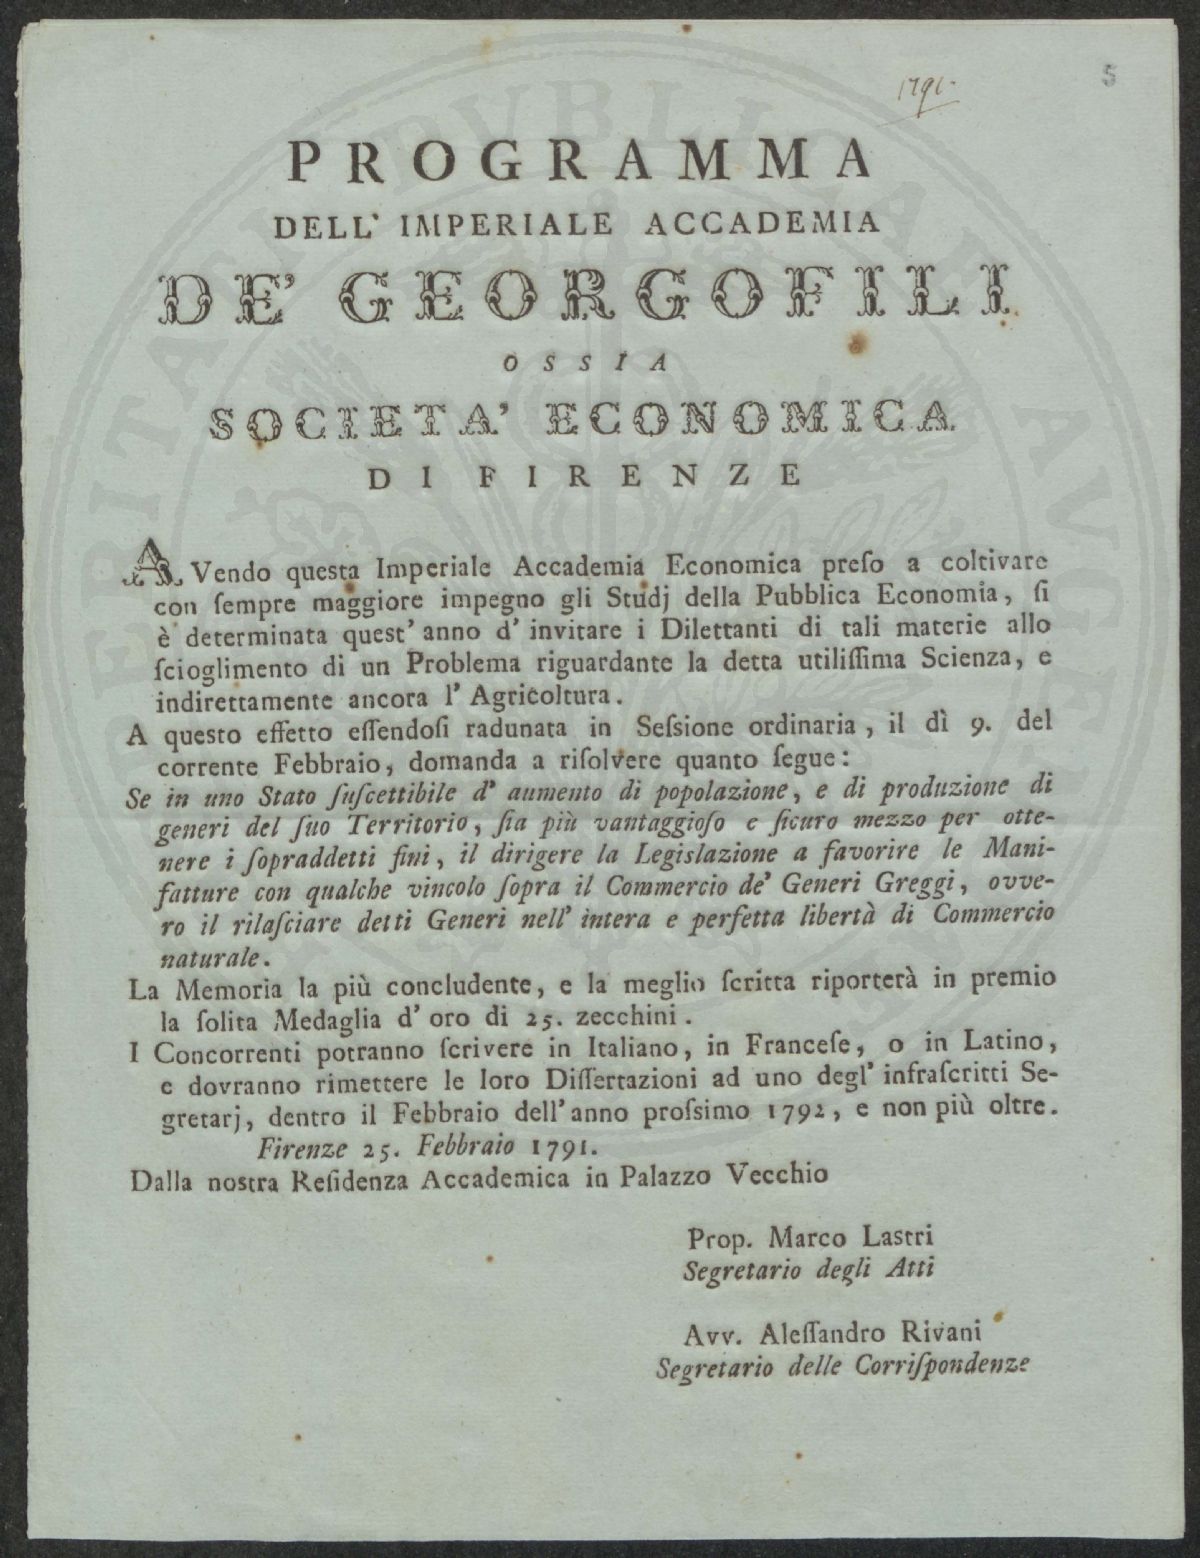 1791.
5
PROGRAMMA
DELL' IMPERIALE ACCADEMIA
DE' GEORGOFILI
OSSIA
SOCIETA' ECONOMICA
DI FIRENZE
AVendo questa Imperiale Accademia Economica preſo a coltivare
con ſempre maggiore impegno gli Studj della Pubblica Economia, ſi
è determinata quest' anno d' invitare i Dilettanti di tali materie allo
ſcioglimento di un Problema riguardante la detta utiliſſima Scienza, e
indirettamente ancora l' Agricoltura.
A questo effetto eſſendoſi radunata in Seſsione ordinaria, il dì 9. del
corrente Febbraio, domanda a riſolvere quanto ſegue:
Se in uno Stato ſuſcettibile d' aumento di popolazione, e di produzione di
generi del ſuo Territorio, ſia più vantaggioſo e ſicuro mezzo per otte-
nere i ſopraddetti fini, il dirigere la Legislazione a favorire le Mani-
fatture con qualche vincolo ſopra il Commercio de' Generi Greggi, ovve-
ro il rilaſciare detti Generi nell' intera e perfetta libertà di Commercio
naturale.
La Memoria la più concludente, e la meglio ſcritta riporterà in premio
la ſolita Medaglia d' oro di 25. zecchini.
I Concorrenti potranno ſcrivere in Italiano, in Franceſe, o in Latino,
e dovranno rimettere le loro Diſſertazioni ad uno degl' infraſcritti Se-
gretarj, dentro il Febbraio dell' anno proſsimo 1792, e non più oltre.
Firenze 25. Febbraio 1791.
Dalla nostra Reſidenza Accademica in Palazzo Vecchio
Prop. Marco Lastri
Segretario degli Atti
Avv. Aleſſandro Rivani
Segretario delle Corriſpondenze